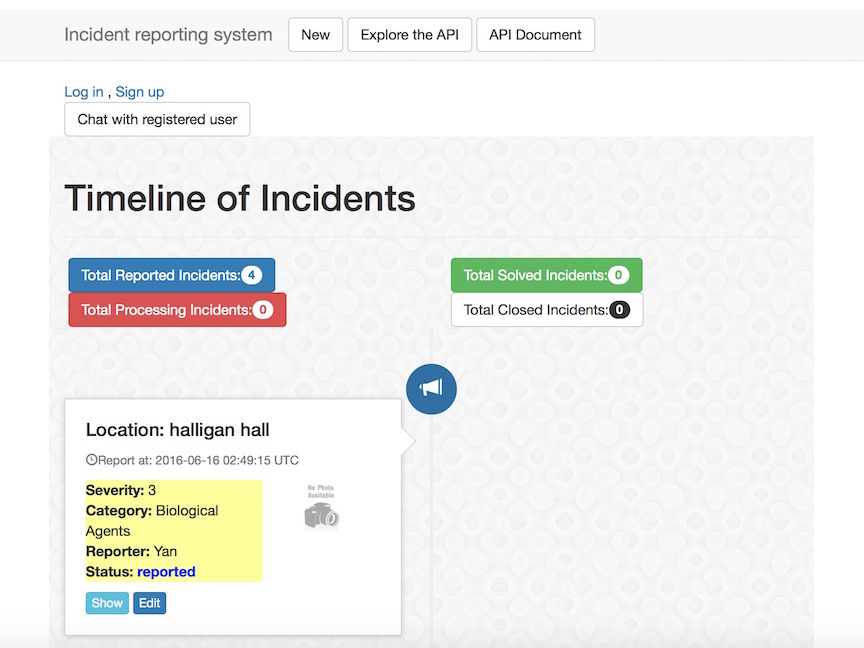 Incident reporting system New Explore the API API Document
Log in , Sign up
Chat with registered user
Timeline of Incidents
Total Reported Incidents:4
Total Processing Incidents:0
Total Solved Incidents:0
Total Closed Incidents:0
Location: halligan hall
Report at: 2016-06-16 02:49:15 UTC
Severity: 3
Category: Biological
Agents
Reporter: Yan
Status: reported
No Photo
Available
Show Edit